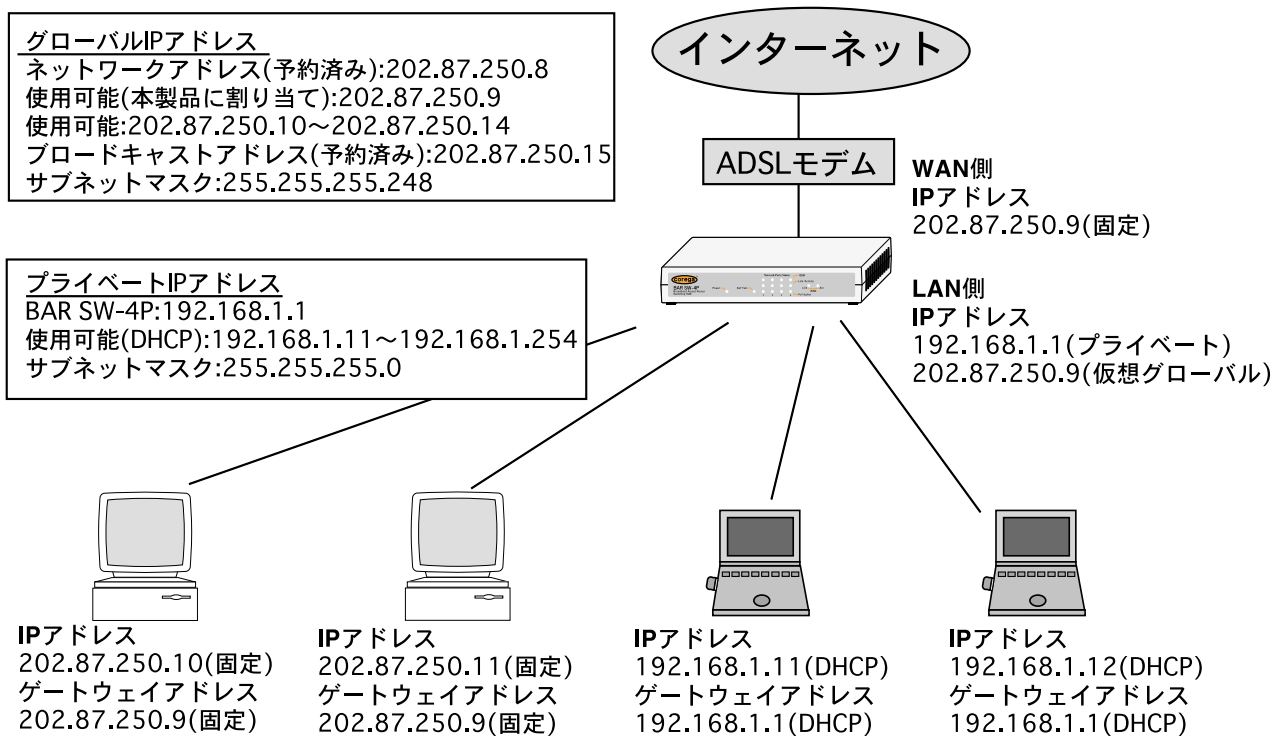 グローバルIPアドレス
ネットワークアドレス(予約済み):202.87.250.8
使用可能(本製品に割り当て):202.87.250.9
使用可能:202.87.250.10～202.87.250.14
ブロードキャストアドレス(予約済み):202.87.250.15
サブネットマスク:255.255.255.248
インターネット
ADSLモデム
WAN側
IPアドレス
202.87.250.9(固定)
プライベートIPアドレス
BAR SW-4P:192.168.1.1
使用可能(DHCP):192.168.1.11～192.168.1.254
サブネットマスク:255.255.255.0
corega
BAR SW-4P
LAN側
IPアドレス
192.168.1.1(プライベート)
202.87.250.9(仮想グローバル)
IPアドレス
202.87.250.10(固定)
ゲートウェイアドレス
202.87.250.9(固定)
IPアドレス
202.87.250.11(固定)
ゲートウェイアドレス
202.87.250.9(固定)
IPアドレス
192.168.1.11(DHCP)
ゲートウェイアドレス
192.168.1.1(DHCP)
IPアドレス
192.168.1.12(DHCP)
ゲートウェイアドレス
192.168.1.1(DHCP)